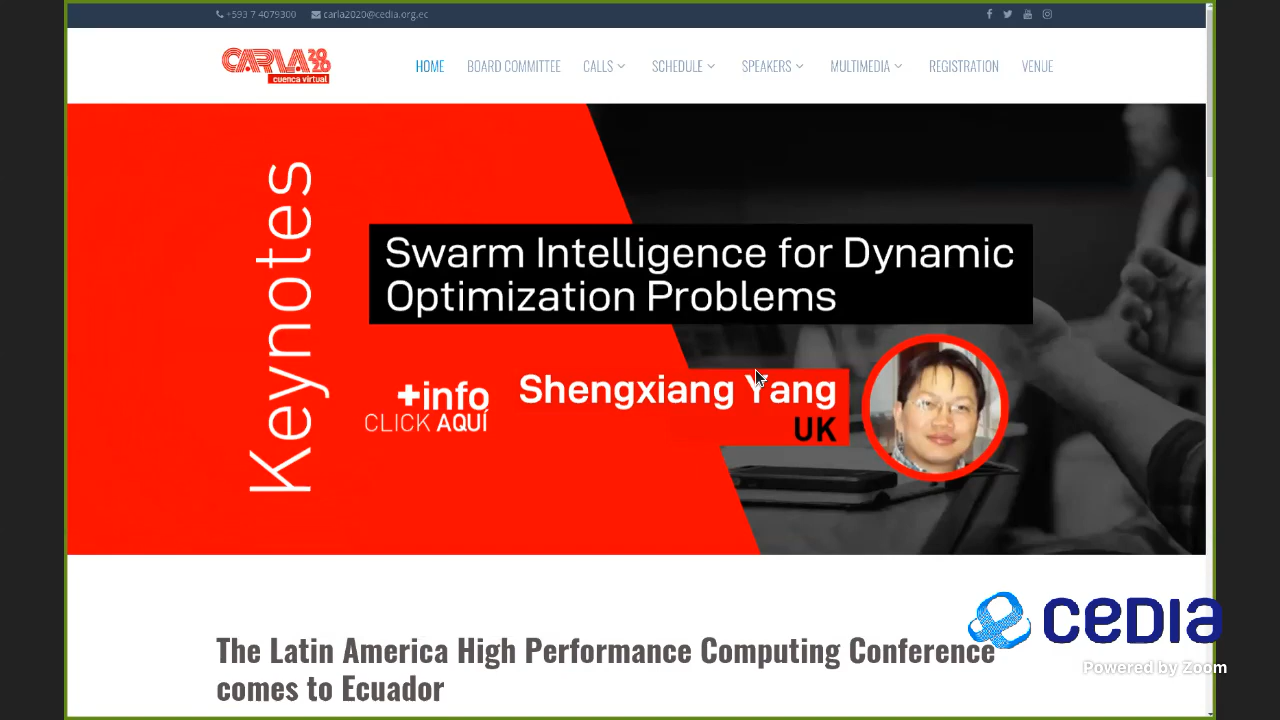 +593 7 4079300 carla2020@cedia.org.ec
CARLA 2020
cuenca virtual
HOME BOARD COMMITTEE CALLS SCHEDULE SPEAKERS MULTIMEDIA REGISTRATION VENUE
Keynotes
Swarm Intelligence for Dynamic
Optimization Problems
+info
CLICK AQUÍ
Shengxiang Yang
UK
The Latin America High Performance Computing Conference
comes to Ecuador
cedia
Powered by Zoom